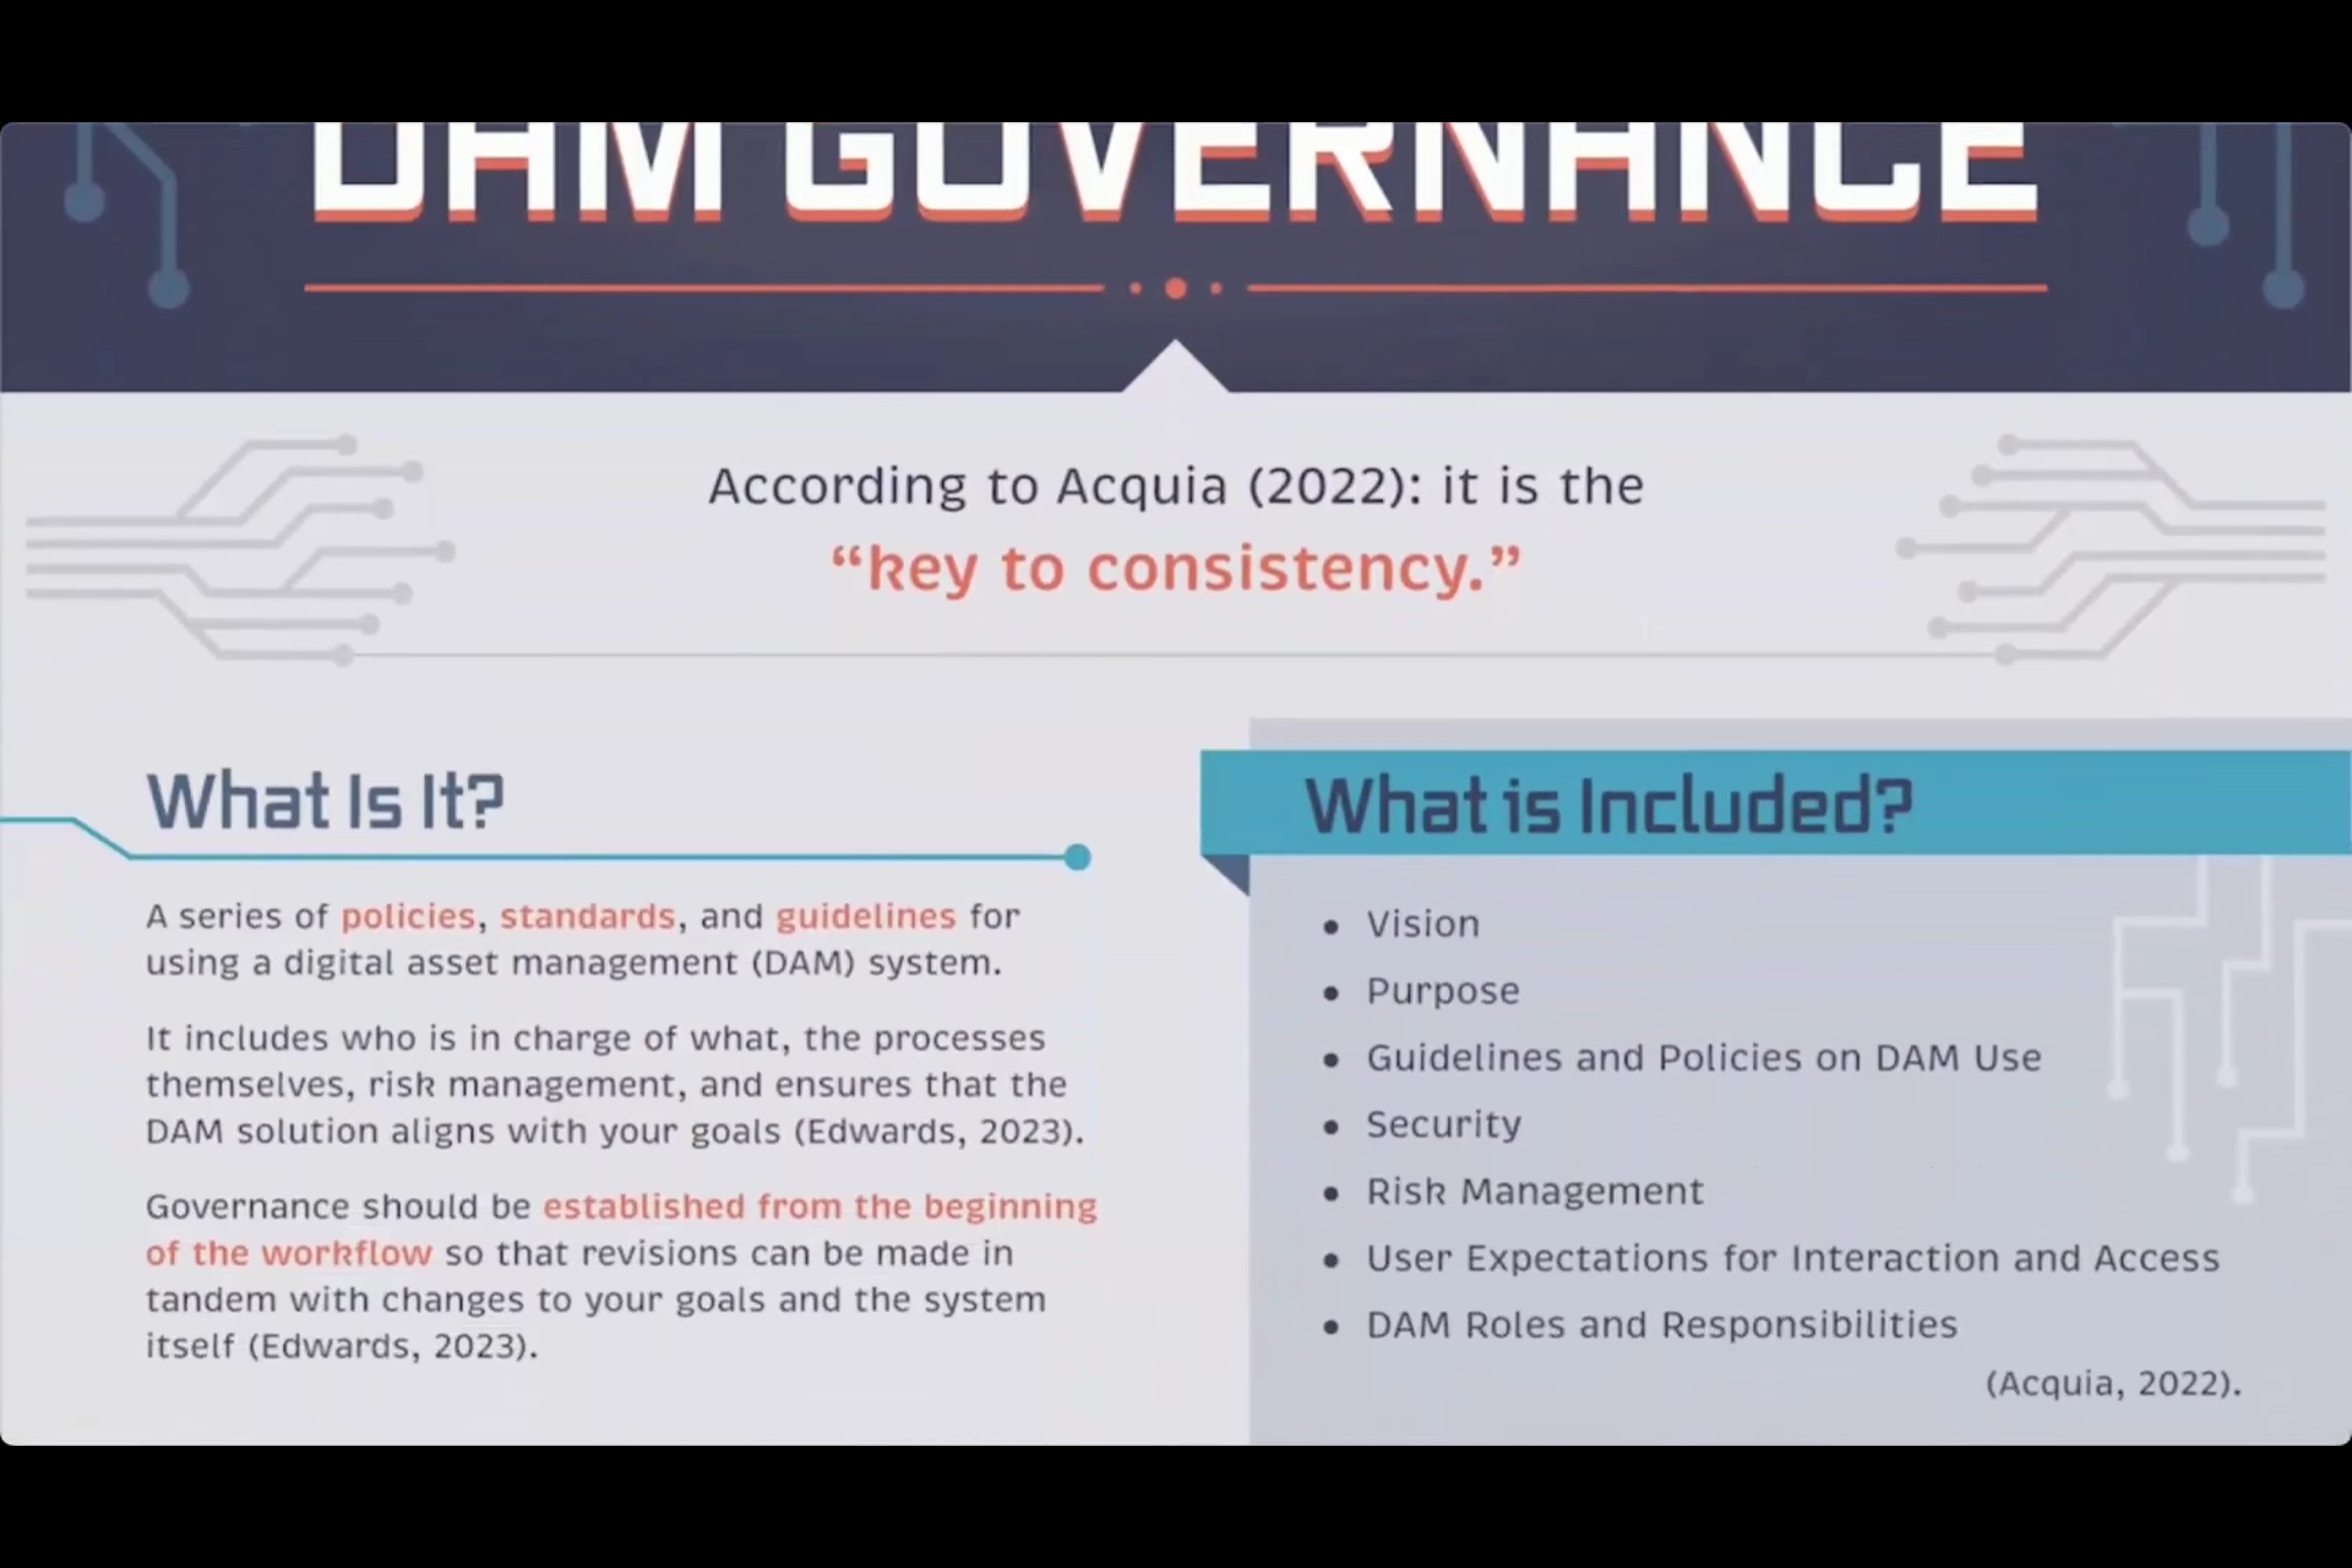 DAM GOVERNANCE
According to Acquia (2022): it is the
“key to consistency.”
What Is It?
A series of policies, standards, and guidelines for
using a digital asset management (DAM) system.
It includes who is in charge of what, the processes
themselves, risk management, and ensures that the
DAM solution aligns with your goals (Edwards, 2023).
Governance should be established from the beginning
of the workflow so that revisions can be made in
tandem with changes to your goals and the system
itself (Edwards, 2023).
What is Included?
• Vision
• Purpose
• Guidelines and Policies on DAM Use
• Security
• Risk Management
• User Expectations for Interaction and Access
• DAM Roles and Responsibilities
(Acquia, 2022).